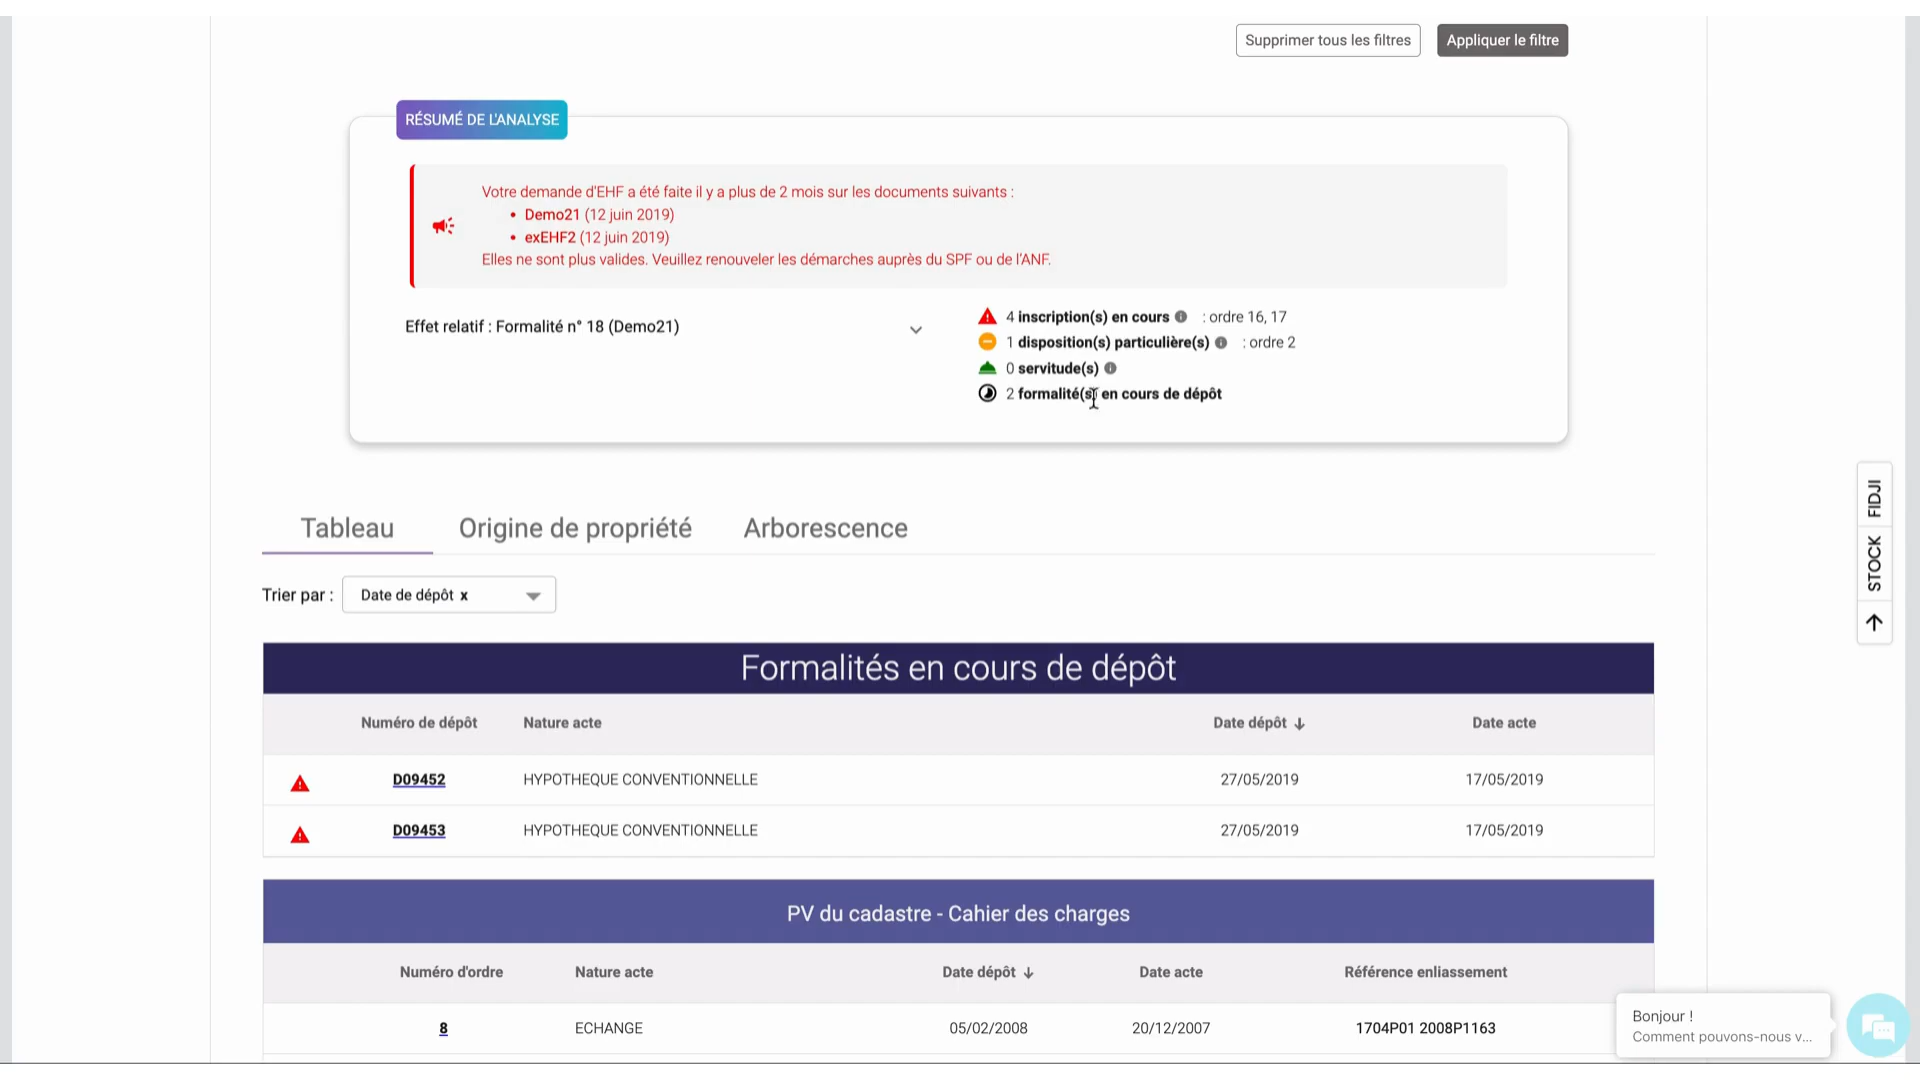 Supprimer tous les filtres
Appliquer le filtre
RÉSUMÉ DE L'ANALYSE
Votre demande d'EHF a été faite il y a plus de 2 mois sur les documents suivants :
• Demo21 (12 juin 2019)
• exEHF2 (12 juin 2019)
Elles ne sont plus valides. Veuillez renouveler les démarches auprès du SPF ou de l'ANF.
Effet relatif : Formalité n° 18 (Demo21)
4 inscription(s) en cours : ordre 16, 17
1 disposition(s) particulière(s) : ordre 2
0 servitude(s)
2 formalité(s) en cours de dépôt
FIDJI
STOCK
Tableau Origine de propriété Arborescence
Trier par : Date de dépôt x
Formalités en cours de dépôt
Numéro de dépôt Nature acte Date dépôt ↓ Date acte
D09452 HYPOTHEQUE CONVENTIONNELLE 27/05/2019 17/05/2019
D09453 HYPOTHEQUE CONVENTIONNELLE 27/05/2019 17/05/2019
PV du cadastre - Cahier des charges
Numéro d'ordre Nature acte Date dépôt ↓ Date acte Référence enliassement
8 ECHANGE 05/02/2008 20/12/2007 1704P01 2008P1163
Bonjour !
Comment pouvons-nous v...